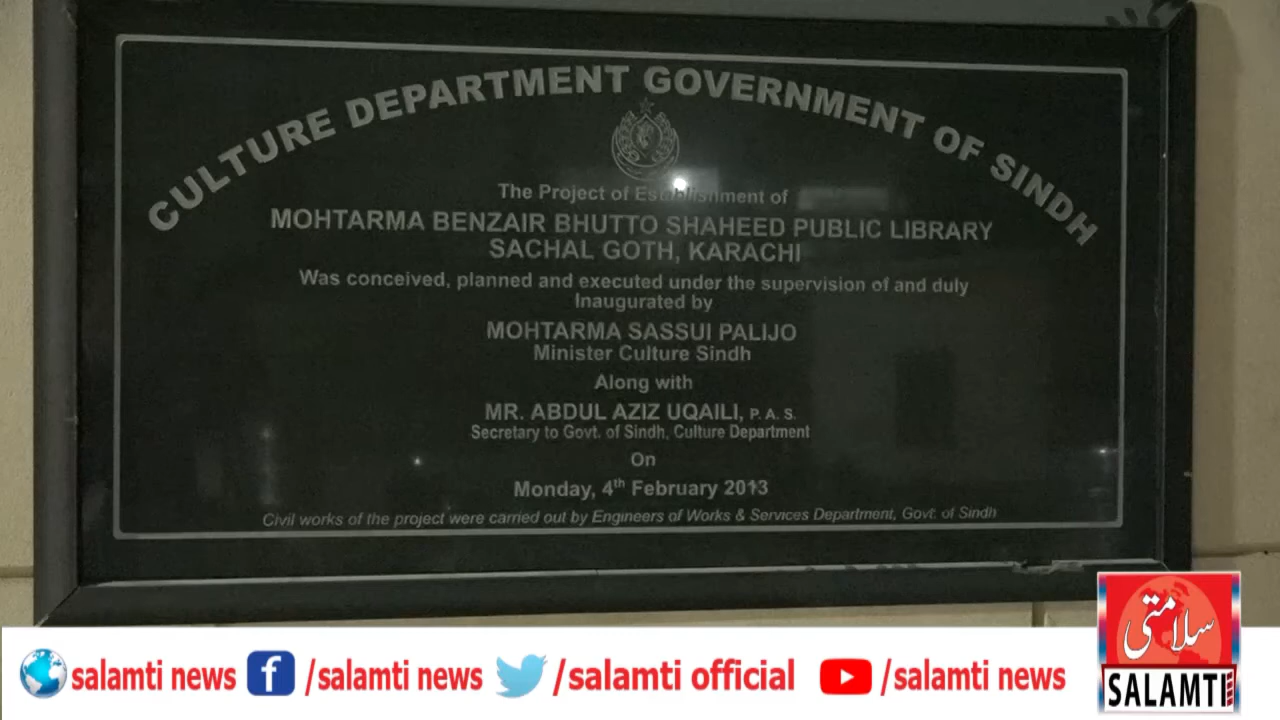 CULTURE DEPARTMENT GOVERNMENT OF SINDH
The Project of Establishment of
MOHTARMA BENZAIR BHUTTO SHAHEED PUBLIC LIBRARY
SACHAL GOTH, KARACHI
Was conceived, planned and executed under the supervision of and duly
Inaugurated by
MOHTARMA SASSUI PALIJO
Minister Culture Sindh
Along with
MR. ABDUL AZIZ UQAILI, P. A. S.
Secretary to Govt. of Sindh, Culture Department
On
Monday, 4th February 2013
Civil works of the project were carried out by Engineers of Works & Services Department, Govt. of Sindh
salamti news f /salamti news /salamti official /salamti news
سلامتی
SALAMTI